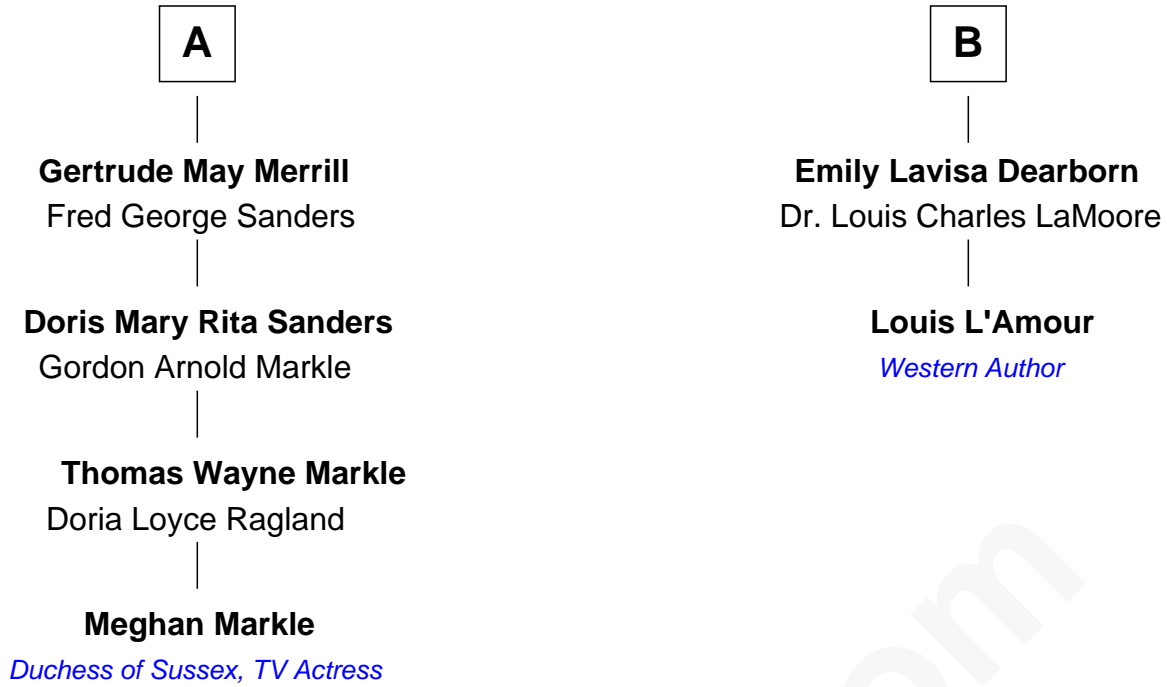 A
Gertrude May Merrill
Fred George Sanders
Doris Mary Rita Sanders
Gordon Arnold Markle
Thomas Wayne Markle
Doria Loyce Ragland
Meghan Markle
Duchess of Sussex, TV Actress
B
Emily Lavisa Dearborn
Dr. Louis Charles LaMoore
Louis L'Amour
Western Author
om